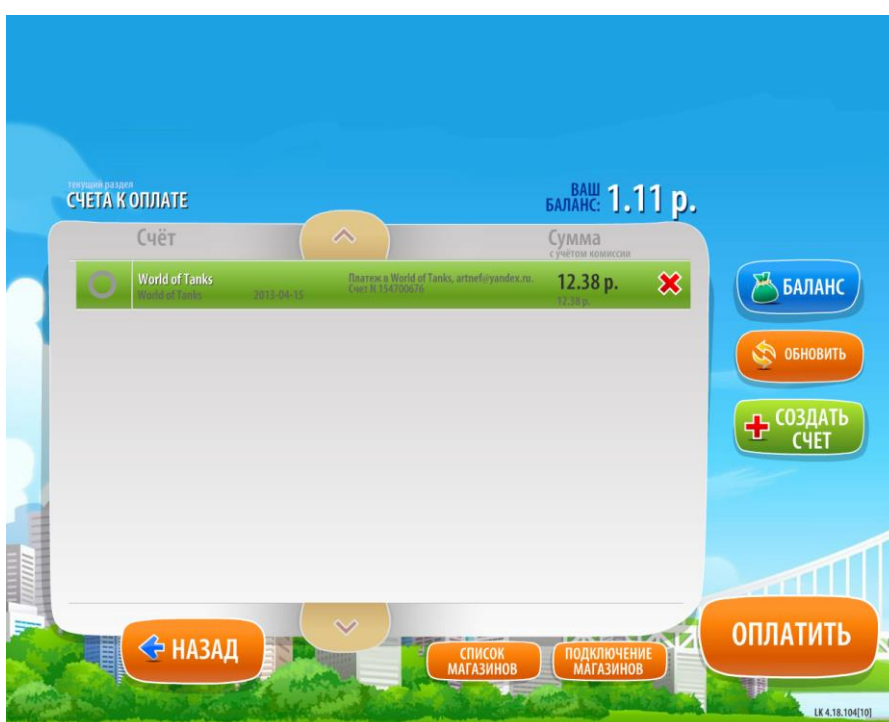 текущий раздел
СЧЕТА К ОПЛАТЕ
ВАШ
БАЛАНС: 1.11 р.
Счёт
Сумма
с учётом комиссии
World of Tanks
World of Tanks 2013-04-15
Платеж в World of Tanks, artnef@yandex.ru.
Счет N 154700676
12.38 р.
12.38 р.
БАЛАНС
ОБНОВИТЬ
СОЗДАТЬ
СЧЕТ
НАЗАД
СПИСОК
МАГАЗИНОВ
ПОДКЛЮЧЕНИЕ
МАГАЗИНОВ
ОПЛАТИТЬ
LK 4.18.104[10]